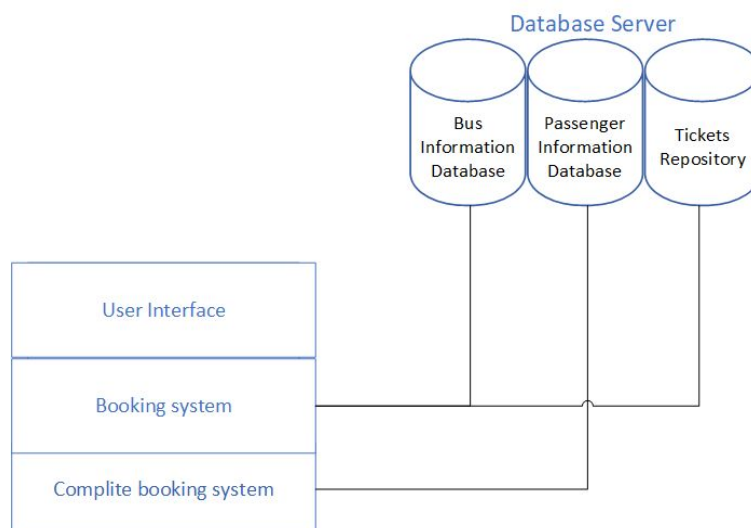 Database Server
Bus
Information
Database
Passenger
Information
Database
Tickets
Repository
User Interface
Booking system
Complite booking system